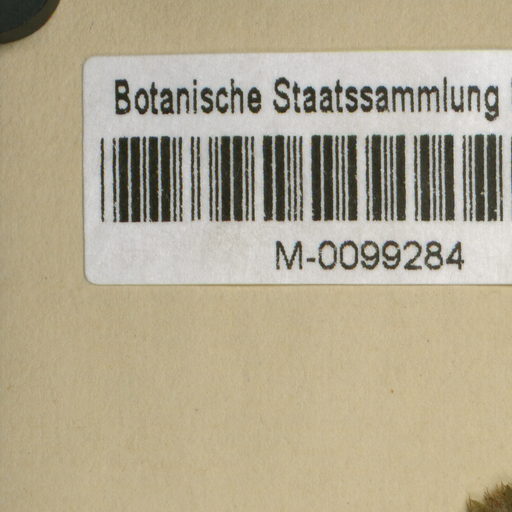 Botanische Staatssammlung
M-0099284